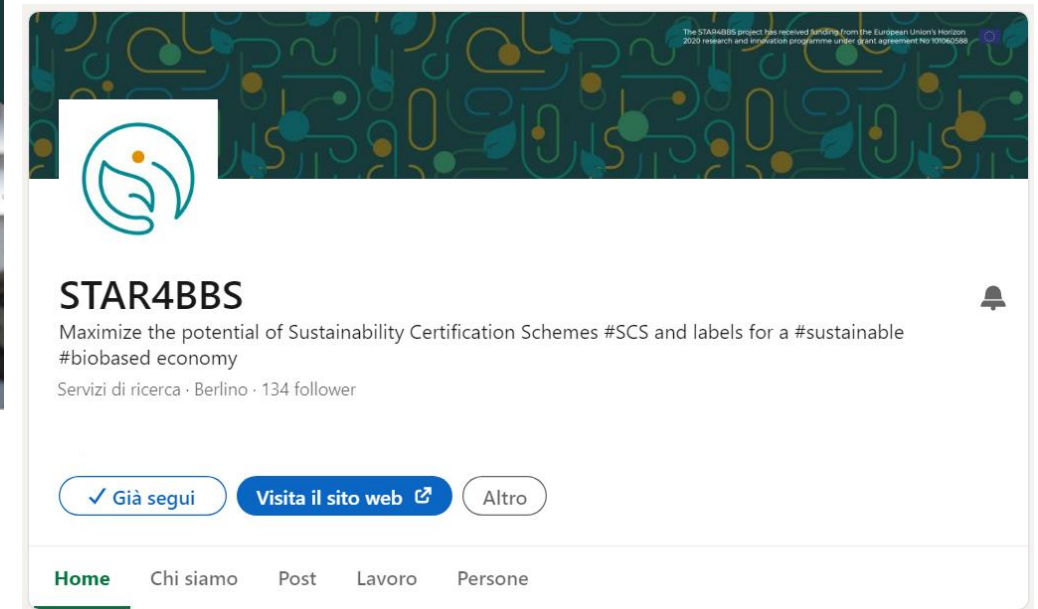 The STAR4BBS project has received funding from the European Union's Horizon
2020 research and innovation programme under grant agreement No 101060588
STAR4BBS
Maximize the potential of Sustainability Certification Schemes #SCS and labels for a #sustainable
#biobased economy
Servizi di ricerca · Berlino · 134 follower
Già segui
Visita il sito web
Altro
Home
Chi siamo
Post
Lavoro
Persone